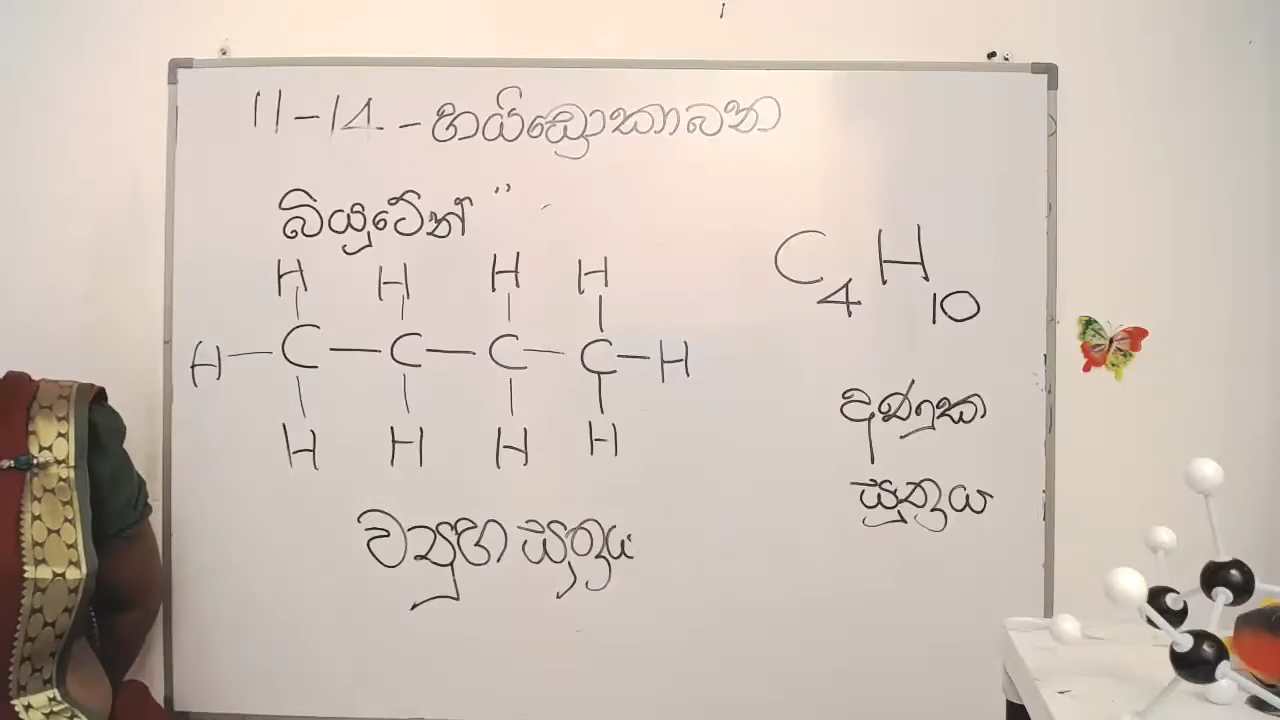 11-14 - හයිඩ්‍රොකාබන
බියුටේන් "
H H H H
H—C—C—C—C—H
H H H H
ව්‍යුහ සූත්‍රය
C₄H₁₀
අණුක
සූත්‍රය